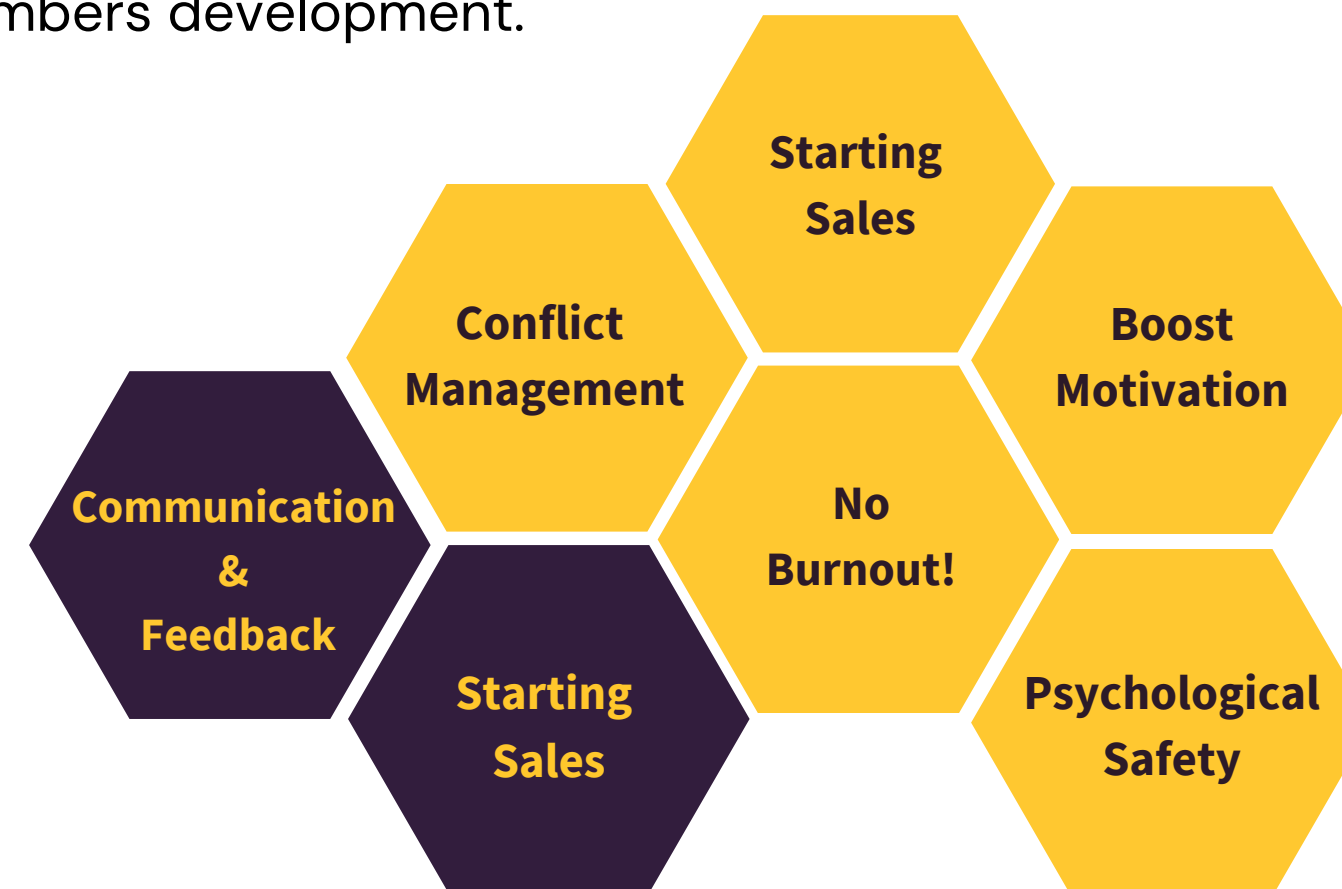 mbers development.
Starting
Sales
Conflict
Management
Boost
Motivation
Communication
&
Feedback
No
Burnout!
Starting
Sales
Psychological
Safety